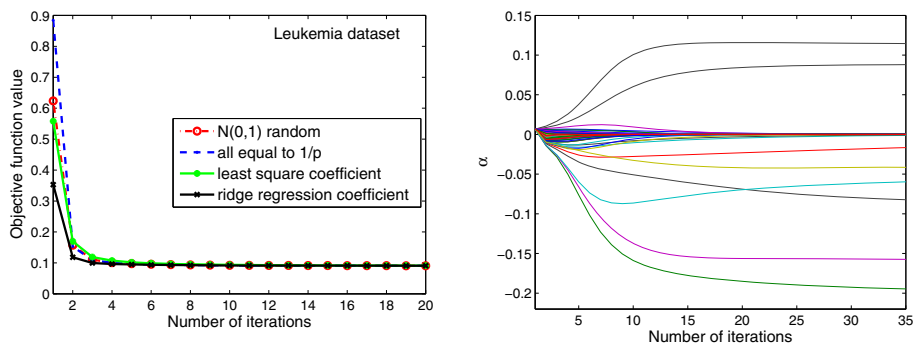 Leukemia dataset
Objective function value
0.9
0.8
0.7
0.6
0.5
0.4
0.3
0.2
0.1
0
N(0,1) random
all equal to 1/p
least square coefficient
ridge regression coefficient
2 4 6 8 10 12 14 16 18 20
Number of iterations
α
0.15
0.1
0.05
0
−0.05
−0.1
−0.15
−0.2
5 10 15 20 25 30 35
Number of iterations